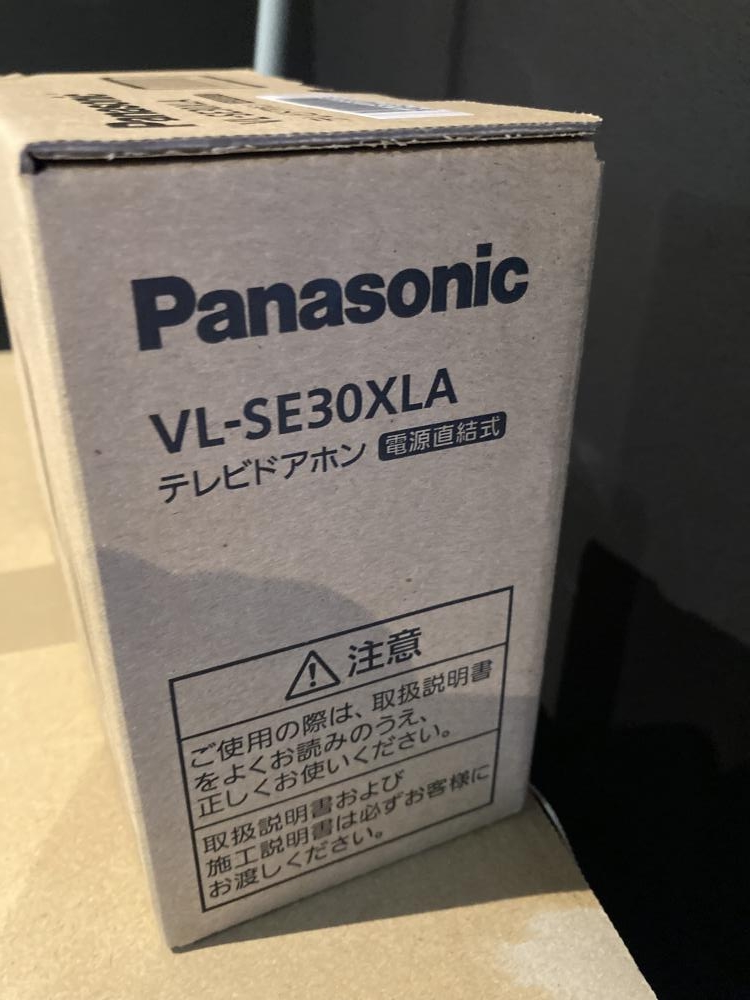 Panasonic
Panasonic
VL-SE30XLA
テレビドアホン 電源直結式
注意
ご使用の際は、取扱説明書
をよくお読みのうえ、
正しくお使いください。
取扱説明書および
施工説明書は必ずお客様に
お渡しください。